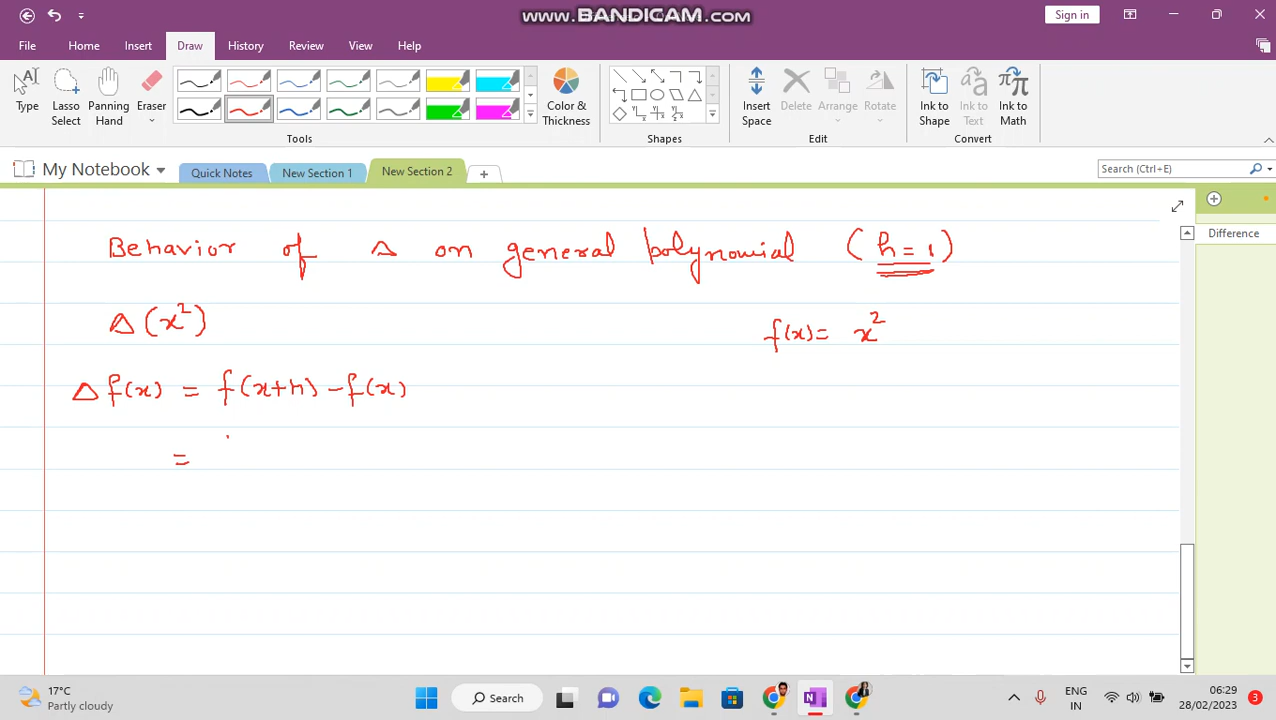 www.BANDICAM.com
Sign in
File Home Insert Draw History Review View Help
Type Lasso Select Panning Hand Eraser Color & Thickness Insert Space Delete Arrange Rotate Ink to Shape Ink to Text Ink to Math
Tools Shapes Edit Convert
My Notebook Quick Notes New Section 1 New Section 2 Search (Ctrl+E)
Difference
Behavior of Δ on general polynomial (h=1)
Δ(x²)
f(x)= x²
Δ f(x) = f(x+h) - f(x)
=
17°C
Partly cloudy
Search
ENG
IN
06:29
28/02/2023
3